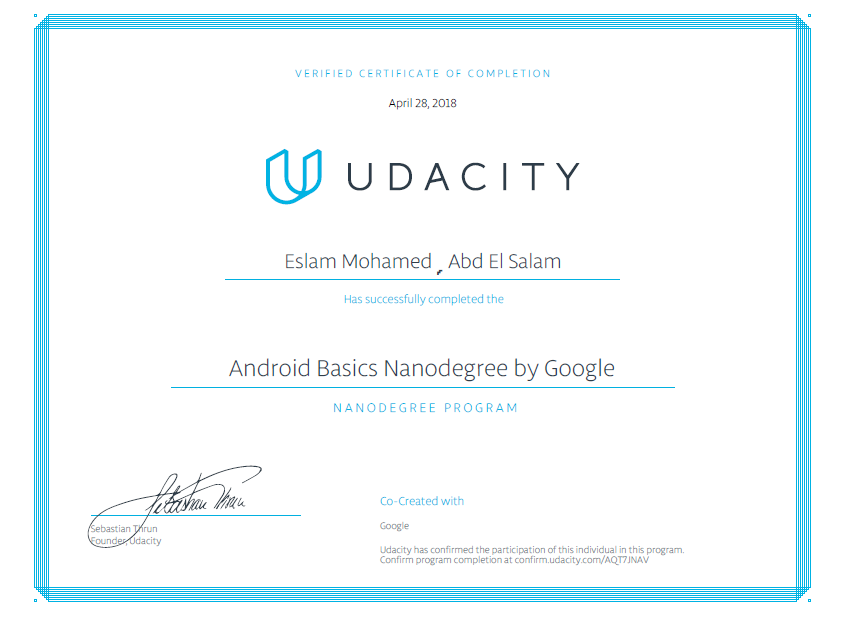 VERIFIED CERTIFICATE OF COMPLETION
April 28, 2018
UDACITY
Eslam Mohamed , Abd El Salam
Has successfully completed the
Android Basics Nanodegree by Google
NANODEGREE PROGRAM
Sebastian Thrun
Sebastian Thrun
Founder, Udacity
Co-Created with
Google
Udacity has confirmed the participation of this individual in this program.
Confirm program completion at confirm.udacity.com/AQT7JNAV